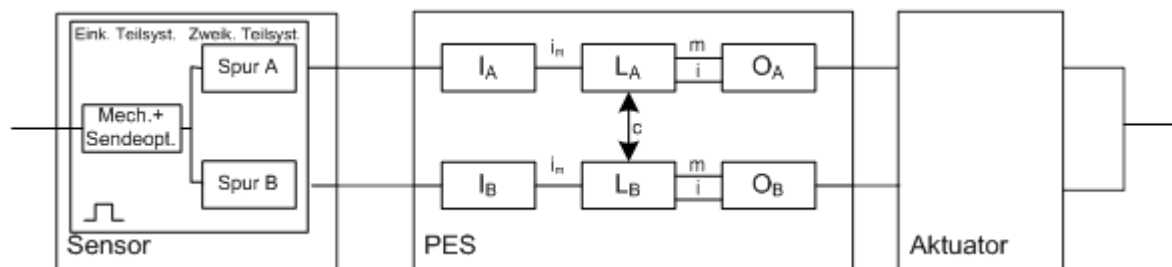 Eink. Teilsyst. Zweik. Teilsyst.
Spur A
Mech.+
Sendeopt.
Spur B
Sensor
I_A
i_n
L_A
m
i
O_A
c
I_B
i_n
L_B
m
i
O_B
PES
Aktuator